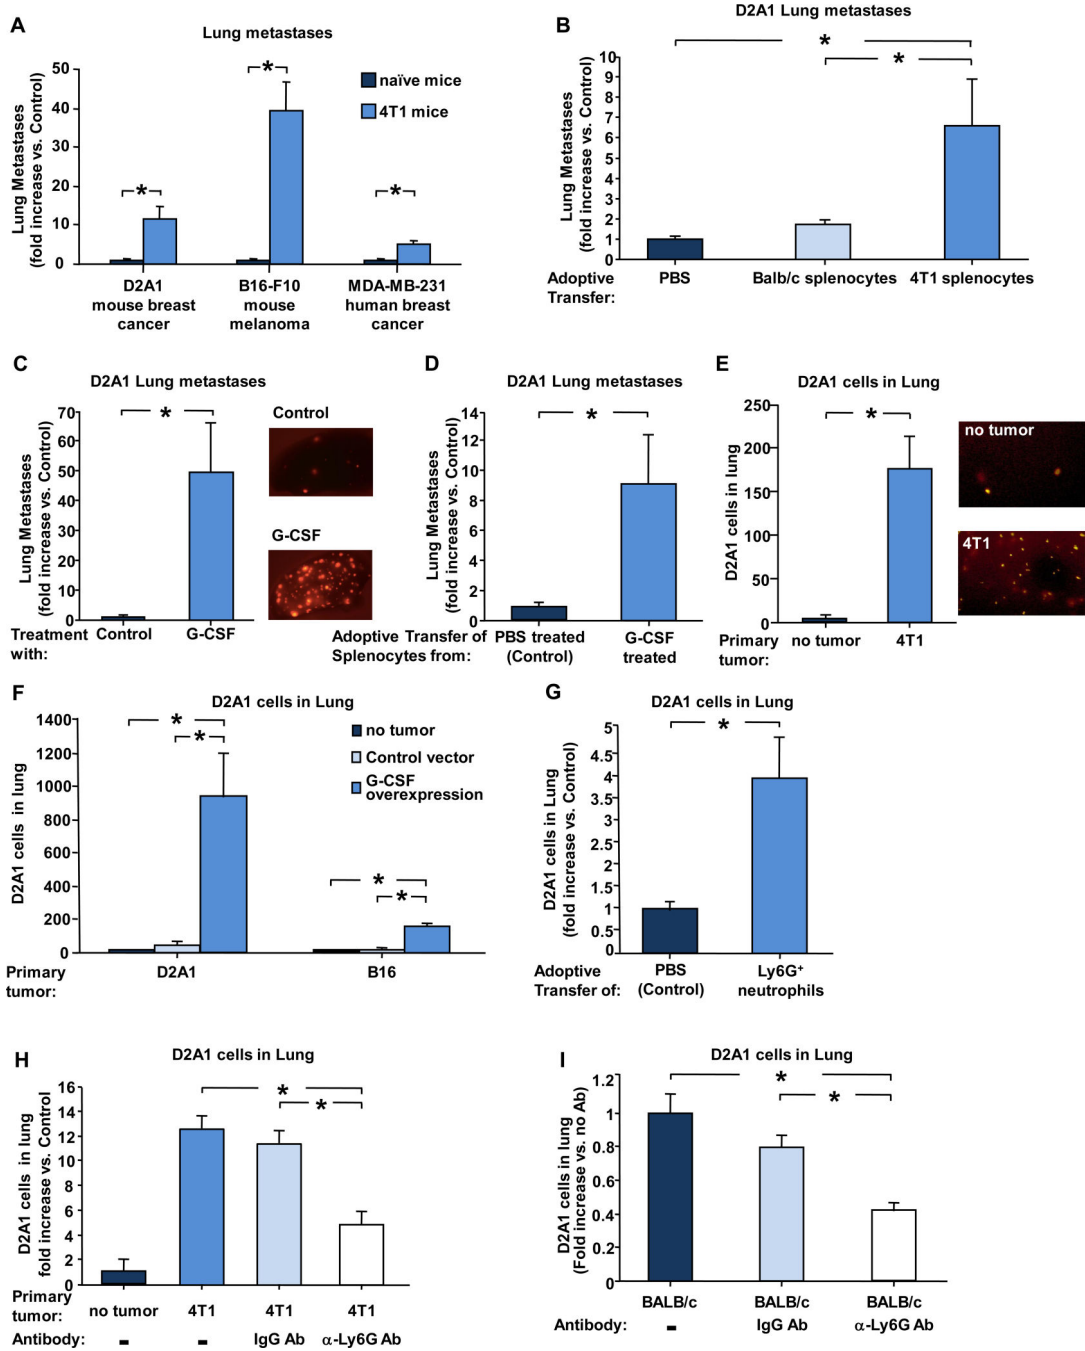 A
Lung metastases
Lung Metastases
(fold increase vs. Control)
50
40
30
20
10
0
*
*
*
naïve mice
4T1 mice
D2A1
mouse breast
cancer
B16-F10
mouse
melanoma
MDA-MB-231
human breast
cancer
B
D2A1 Lung metastases
Lung Metastases
(fold increase vs. Control)
10
9
8
7
6
5
4
3
2
1
0
*
*
Adoptive
Transfer:
PBS
Balb/c splenocytes
4T1 splenocytes
C
D2A1 Lung metastases
Lung Metastases
(fold increase vs. Control)
70
60
50
40
30
20
10
0
*
Control
G-CSF
Treatment
with:
Control
G-CSF
D
D2A1 Lung metastases
Lung Metastases
(fold increase vs. Control)
14
12
10
8
6
4
2
0
*
Adoptive Transfer of
Splenocytes from:
PBS treated
(Control)
G-CSF
treated
E
D2A1 cells in Lung
D2A1 cells in lung
250
200
150
100
50
0
*
no tumor
4T1
Primary
tumor:
no tumor
4T1
F
D2A1 cells in Lung
D2A1 cells in lung
1400
1200
1000
800
600
400
200
0
*
*
*
*
no tumor
Control vector
G-CSF
overexpression
Primary
tumor:
D2A1
B16
G
D2A1 cells in Lung
D2A1 cells in Lung
(fold increase vs. Control)
5
4.5
4
3.5
3
2.5
2
1.5
1
0.5
0
*
Adoptive
Transfer of:
PBS
(Control)
Ly6G+
neutrophils
H
D2A1 cells in Lung
D2A1 cells in lung
fold increase vs. Control
16
14
12
10
8
6
4
2
0
*
*
Primary
tumor:
no tumor
4T1
4T1
4T1
Antibody:
-
-
IgG Ab
α-Ly6G Ab
I
D2A1 cells in Lung
D2A1 cells in lung
(Fold increase vs. no Ab)
1.2
1
0.8
0.6
0.4
0.2
0
*
*
BALB/c
BALB/c
BALB/c
Antibody:
-
IgG Ab
α-Ly6G Ab